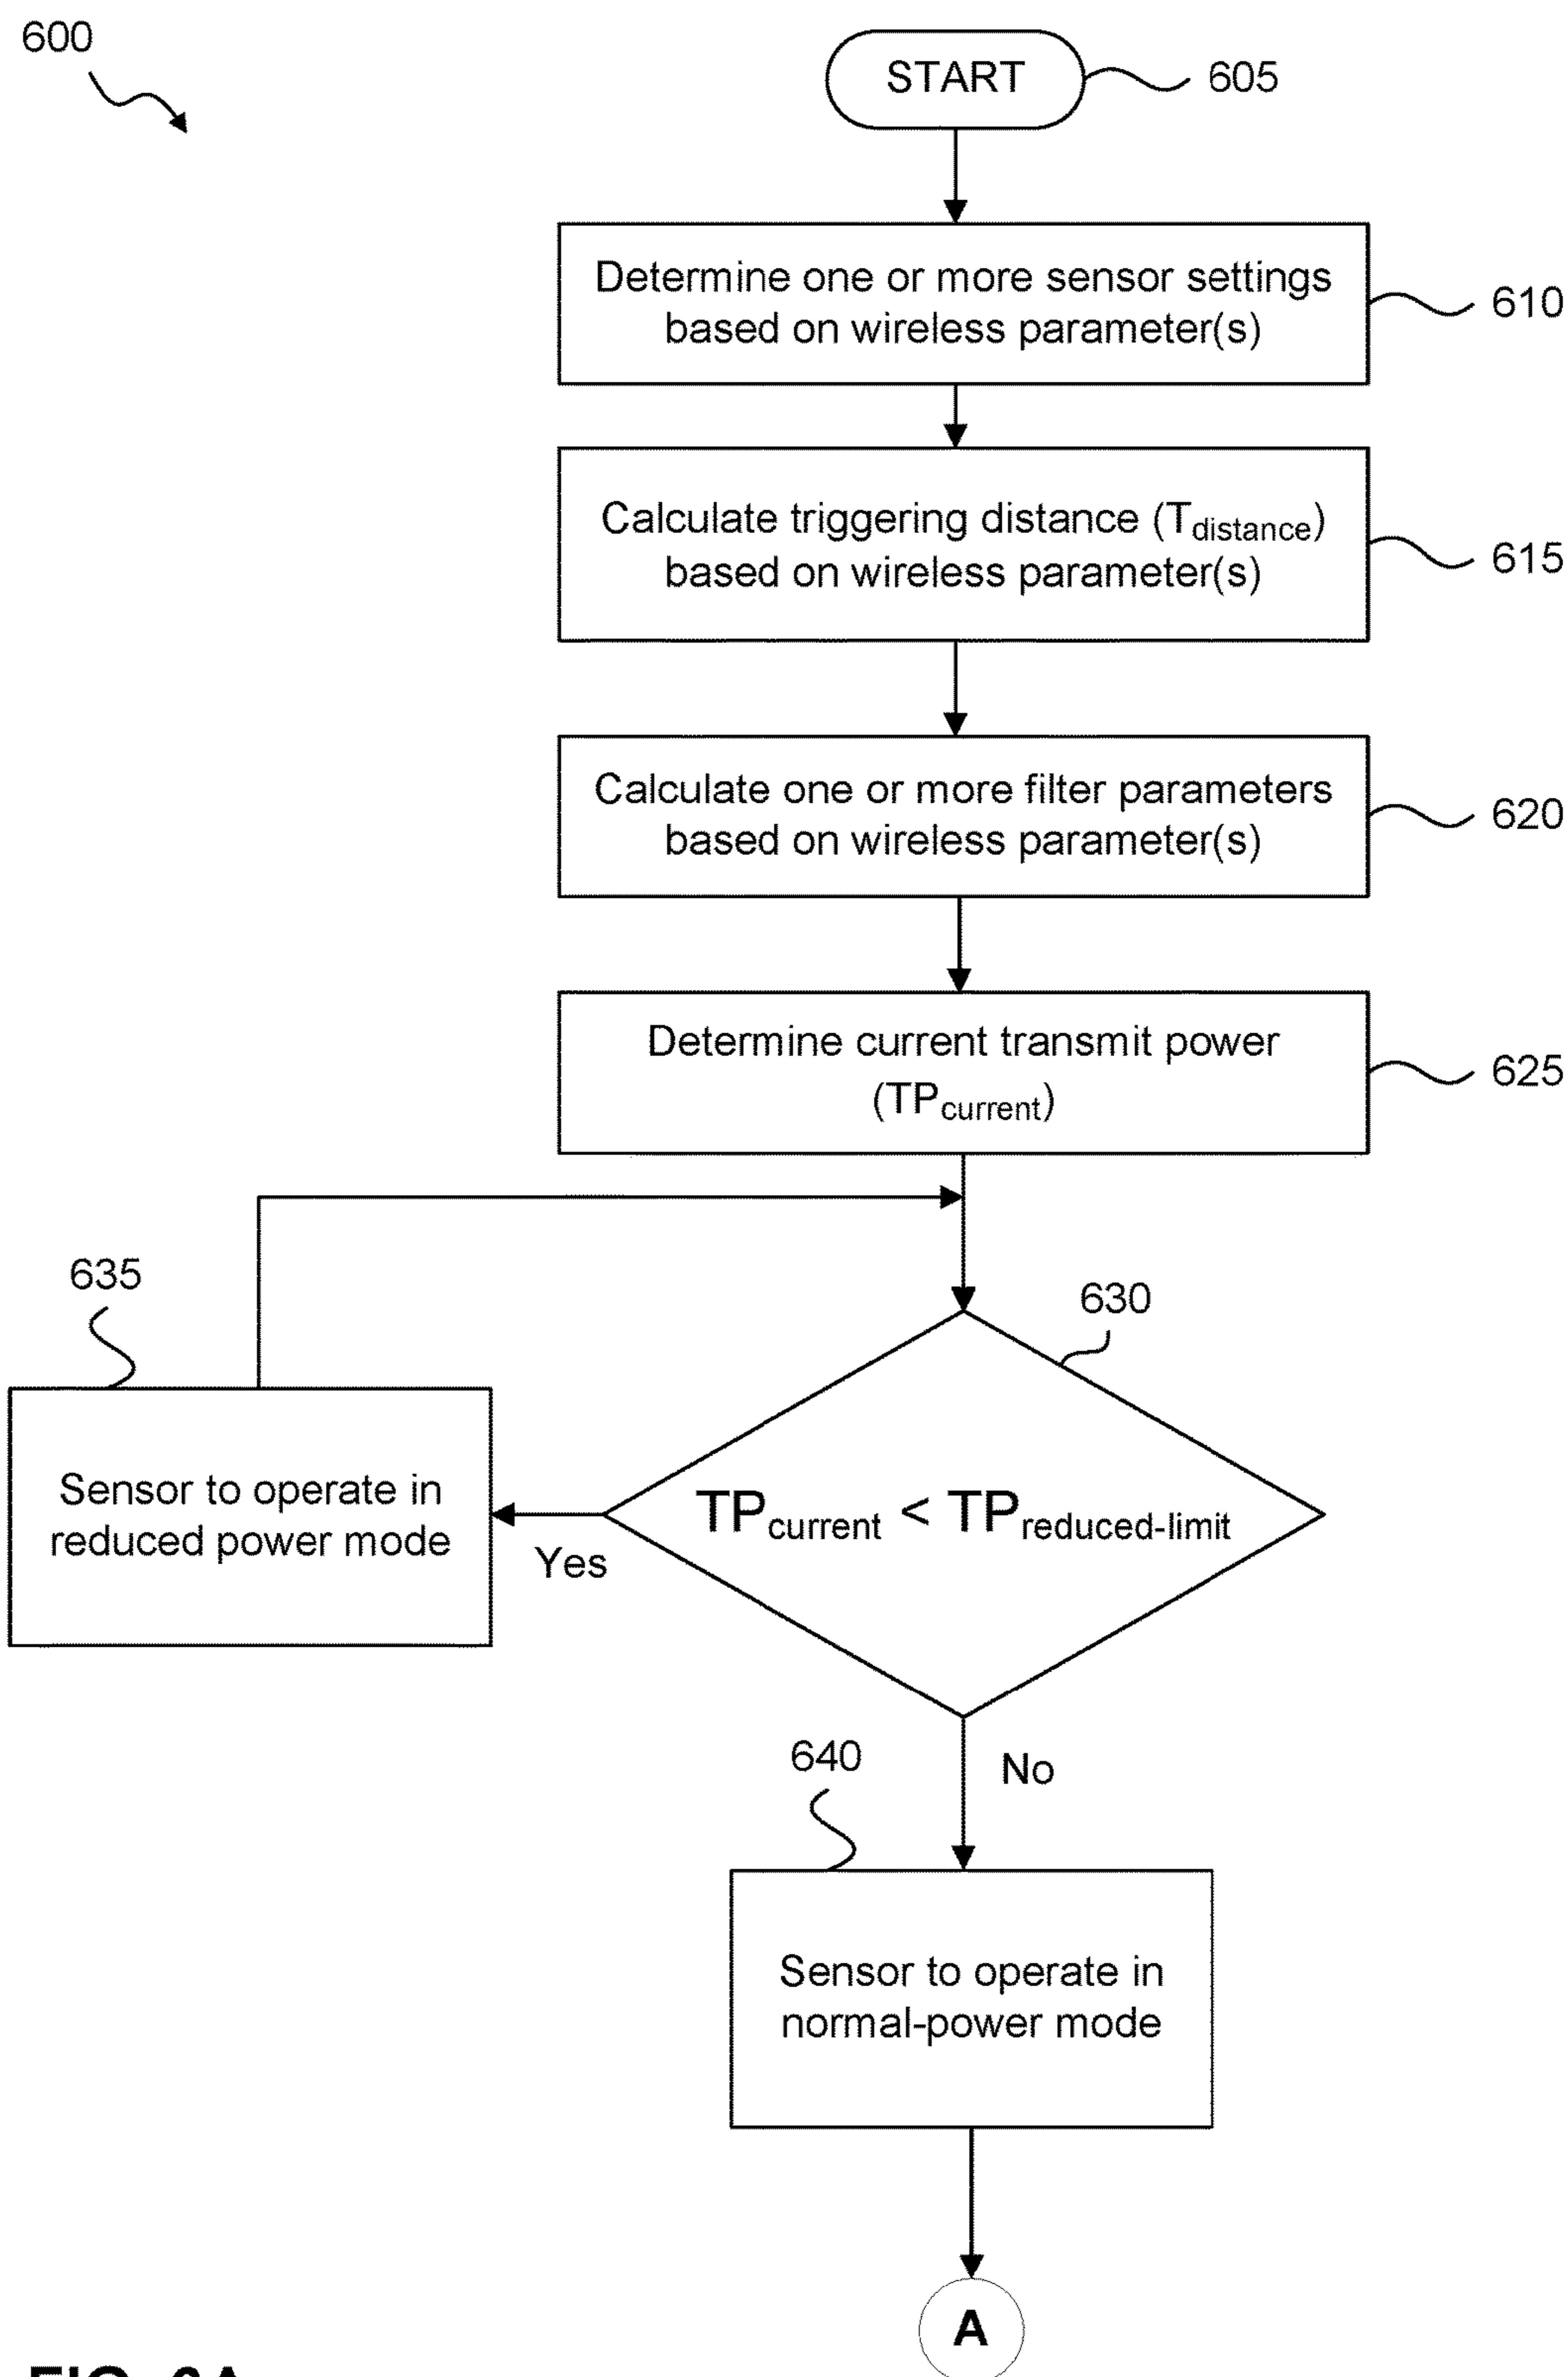 600
START
605
Determine one or more sensor settings
based on wireless parameter(s)
610
Calculate triggering distance (Tdistance)
based on wireless parameter(s)
615
Calculate one or more filter parameters
based on wireless parameter(s)
620
Determine current transmit power
(TPcurrent)
625
635
630
Sensor to operate in
reduced power mode
Yes
TPcurrent < TPreduced-limit
640
No
Sensor to operate in
normal-power mode
A